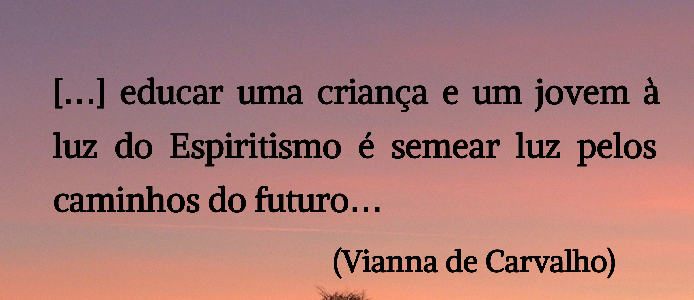 [...] educar uma criança e um jovem à
luz do Espiritismo é semear luz pelos
caminhos do futuro...
(Vianna de Carvalho)